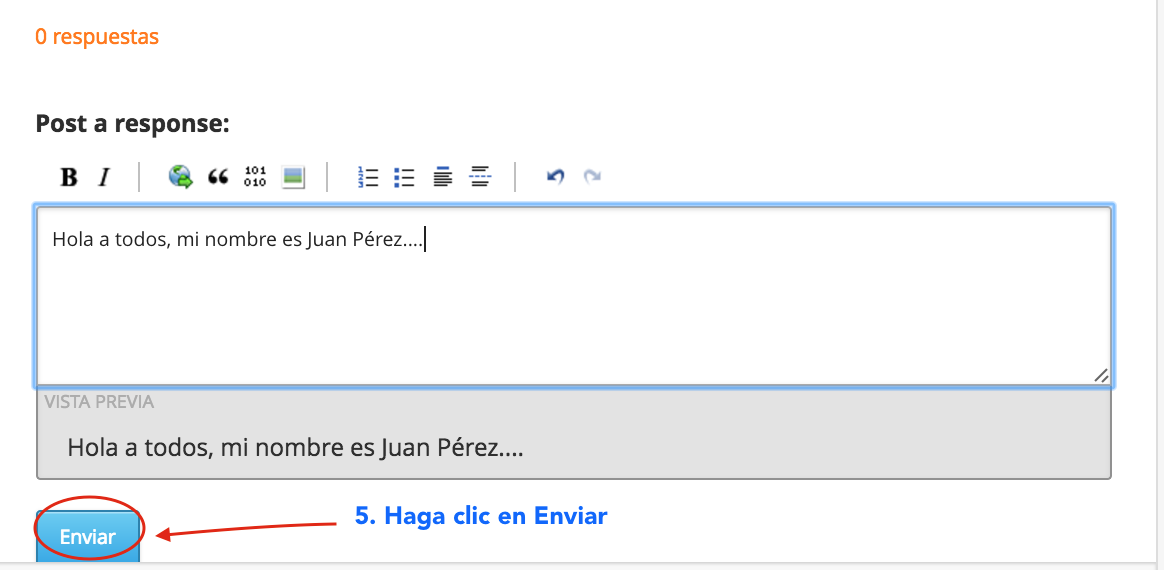 0 respuestas
Post a response:
B I “ 101
010
Hola a todos, mi nombre es Juan Pérez....
VISTA PREVIA
Hola a todos, mi nombre es Juan Pérez....
5. Haga clic en Enviar
Enviar